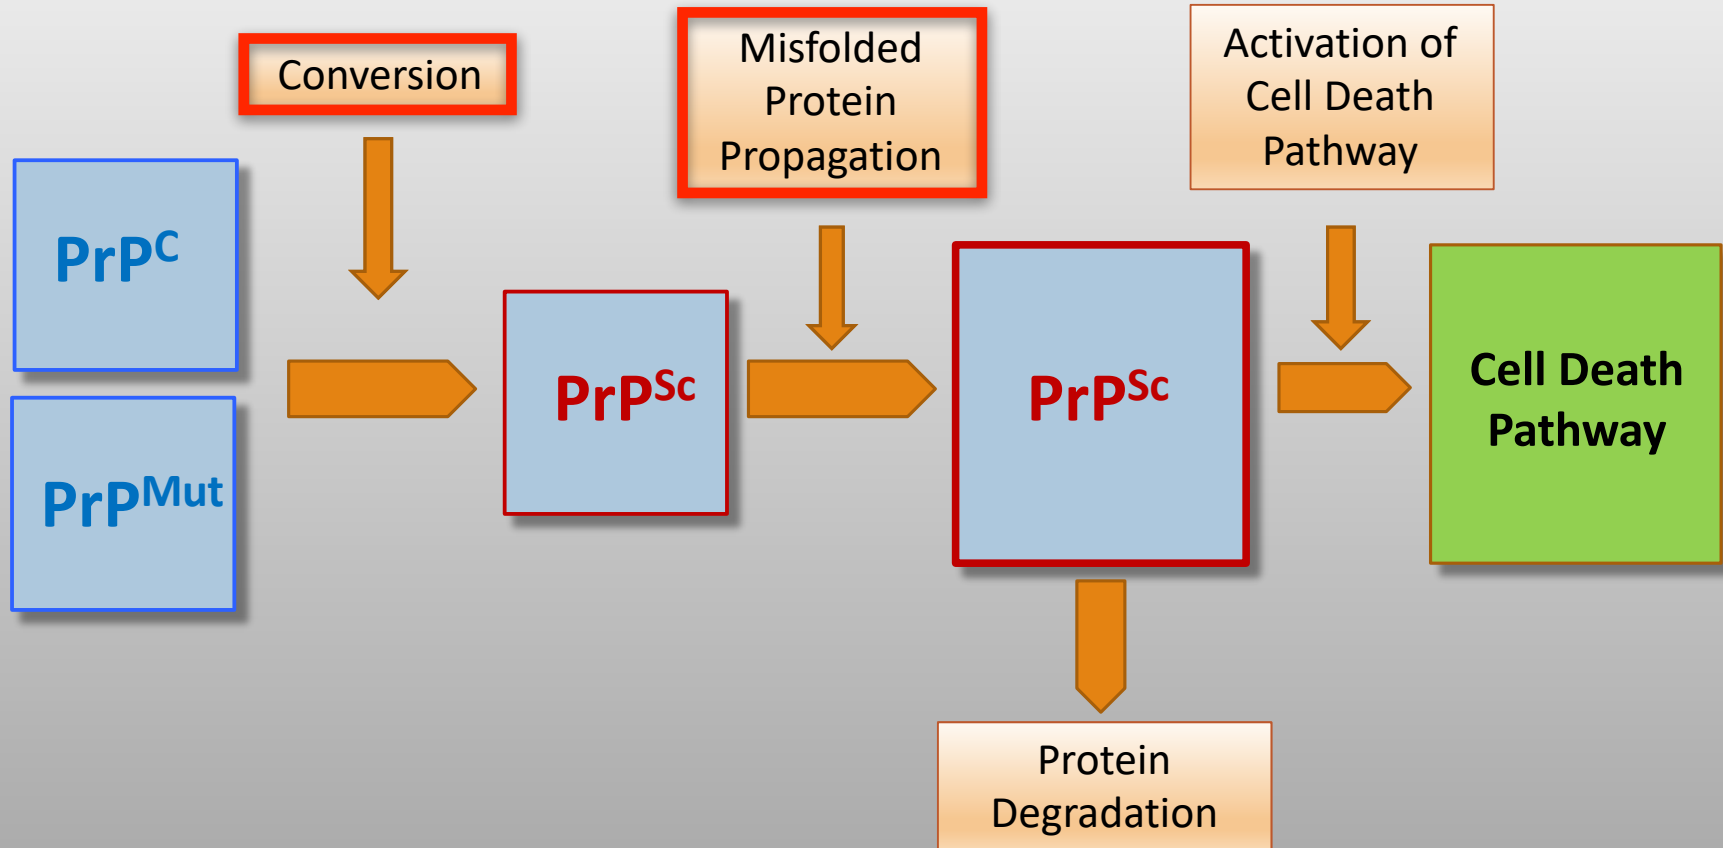 Conversion
Misfolded
Protein
Propagation
Activation of
Cell Death
Pathway
PrPC
PrPMut
PrPSc
PrPSc
Cell Death
Pathway
Protein
Degradation